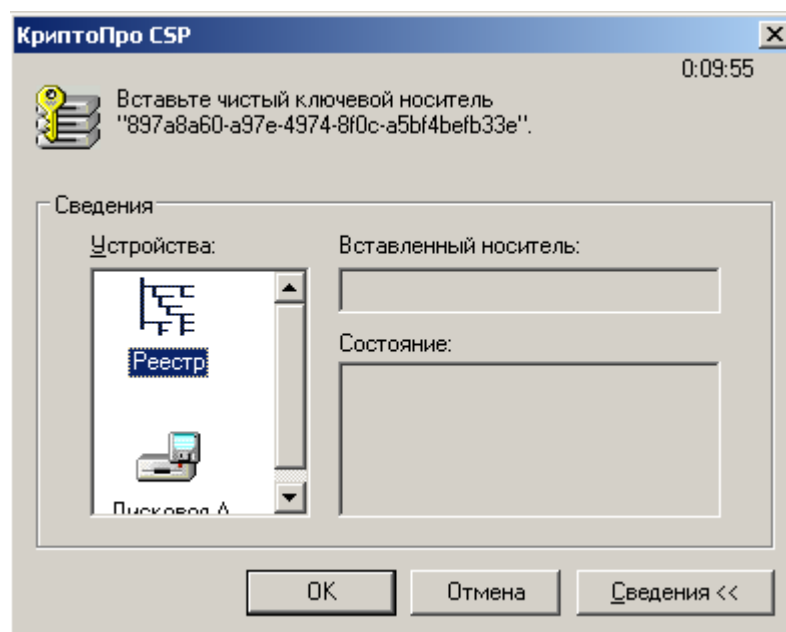 КриптоПро CSP
0:09:55
Вставьте чистый ключевой носитель
"897a8a60-a97e-4974-8f0c-a5bf4befb33e".
Сведения
Устройства:
Вставленный носитель:
Реестр
Состояние:
Дисковод A
OK
Отмена
Сведения <<